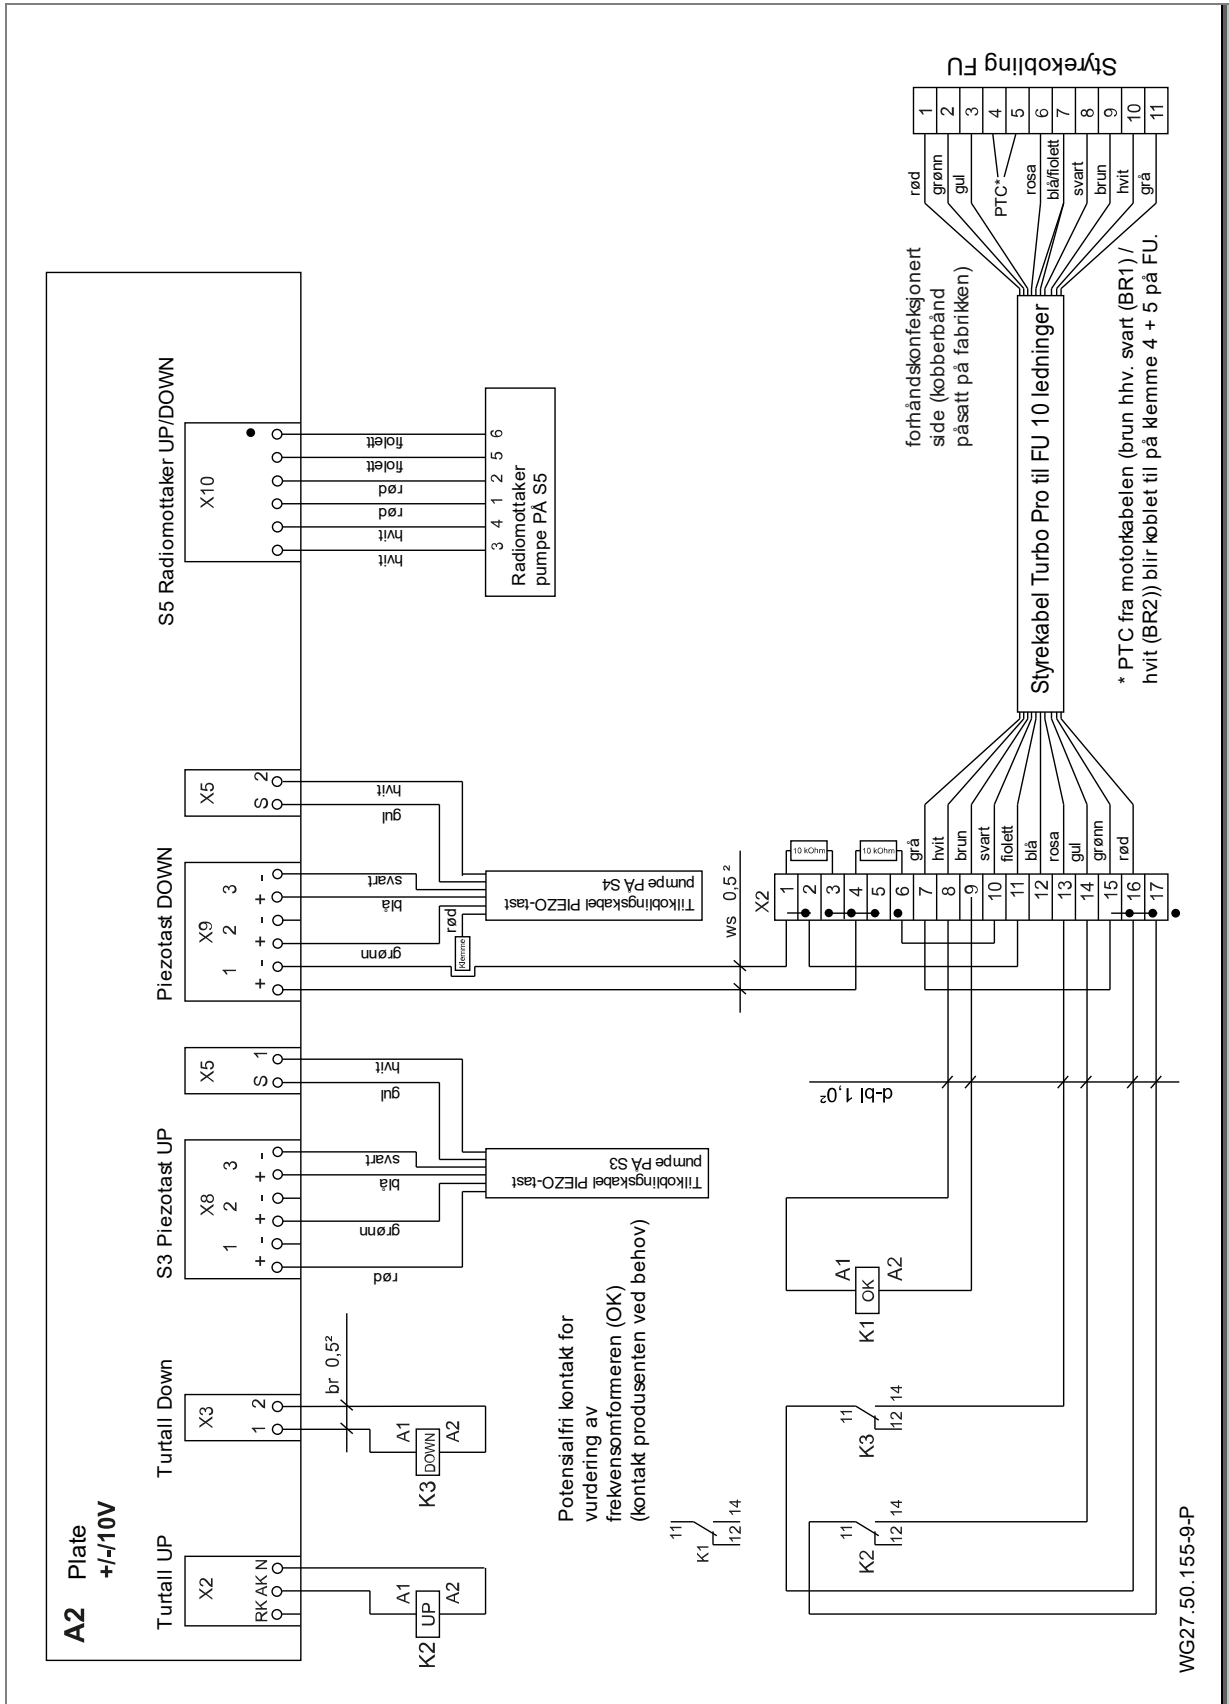 A2 Plate
+/-/10V
Turtall UP
X2
RK AK N
A1
UP
K2
A2
Turtall Down
X3
1 2
br 0,5²
A1
DOWN
K3
A2
S3 Piezotast UP
X8
1 2 3
+ - + - + -
rød
grønn
blå
svart
X5
S 1
gul
hvit
Tilkoblingskabel PIEZO-tast
pumpe PÅ S3
Piezotast DOWN
X9
1 2 3
+ - + - + -
grønn
blå
svart
Klemme
rød
X5
S 2
gul
hvit
Tilkoblingskabel PIEZO-tast
pumpe PÅ S4
S5 Radiomottaker UP/DOWN
X10
hvit
hvit
rød
rød
fiolett
fiolett
3 4 1 2 5 6
Radiomottaker
pumpe PÅ S5
Potensialfri kontakt for
vurdering av
frekvensomformeren (OK)
(kontakt produsenten ved behov)
11
K1
12 14
11
K2
12 14
11
K3
12 14
A1
OK
K1
A2
d-bl 1,0²
ws 0,5²
X2
1
2
3
4
5
6
7
8
9
10
11
12
13
14
15
16
17
10 kOhm
10 kOhm
grå
hvit
brun
svart
fiolett
blå
rosa
gul
grønn
rød
Styrekabel Turbo Pro til FU 10 ledninger
forhåndskonfeksjonert
side (kobberbånd
påsatt på fabrikken)
rød
grønn
gul
PTC*
rosa
blå/fiolett
svart
brun
hvit
grå
1
2
3
4
5
6
7
8
9
10
11
Styrekobling FU
* PTC fra motorkabelen (brun hhv. svart (BR1) /
hvit (BR2)) blir koblet til på klemme 4 + 5 på FU.
WG27.50.155-9-P